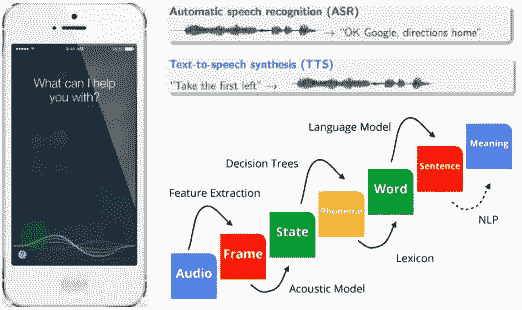 What can I help
you with?
Automatic speech recognition (ASR)
→ "OK Google, directions home"
Text-to-speech synthesis (TTS)
"Take the first left" →
Language Model
Decision Trees
Feature Extraction
Audio
Frame
State
Phoneme
Word
Sentence
Meaning
NLP
Lexicon
Acoustic Model